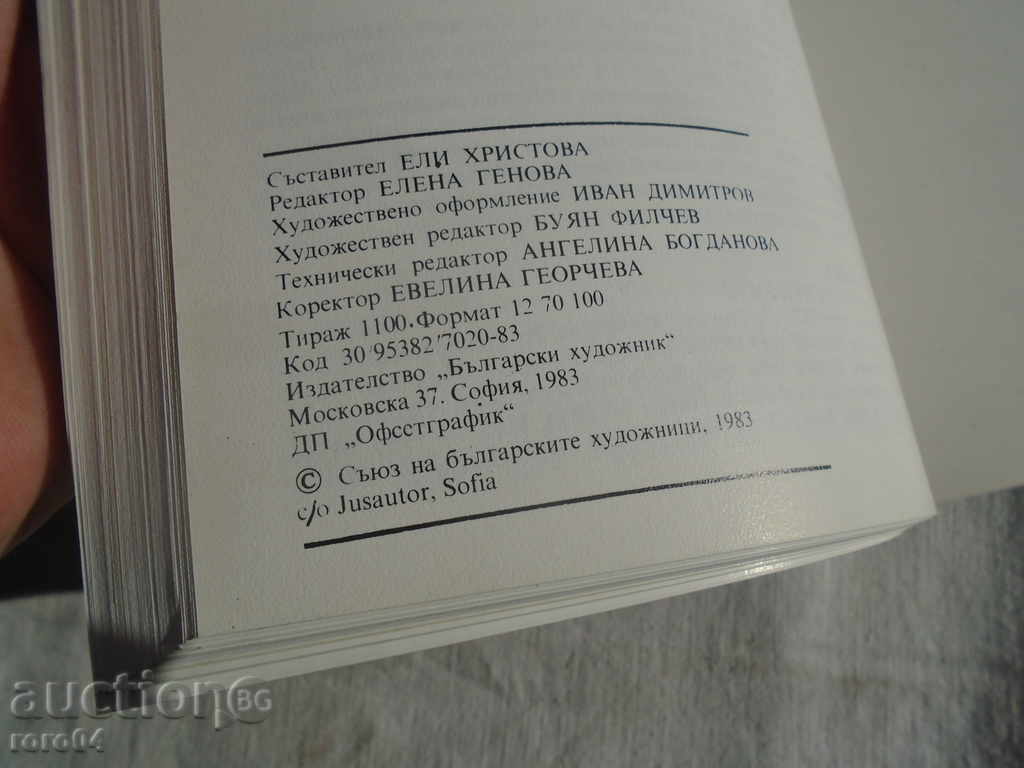 Съставител ЕЛИ ХРИСТОВА
Редактор ЕЛЕНА ГЕНОВА
Художествено оформление ИВАН ДИМИТРОВ
Художествен редактор БУЯН ФИЛЧЕВ
Технически редактор АНГЕЛИНА БОГДАНОВА
Коректор ЕВЕЛИНА ГЕОРЧЕВА
Тираж 1100. Формат 12 70 100
Код 30/95382/7020-83
Издателство „Български художник“
Московска 37. София, 1983
ДП „Офсетграфик“
© Съюз на българските художници, 1983
c/o Jusautor, Sofia
auction.BG
roro04